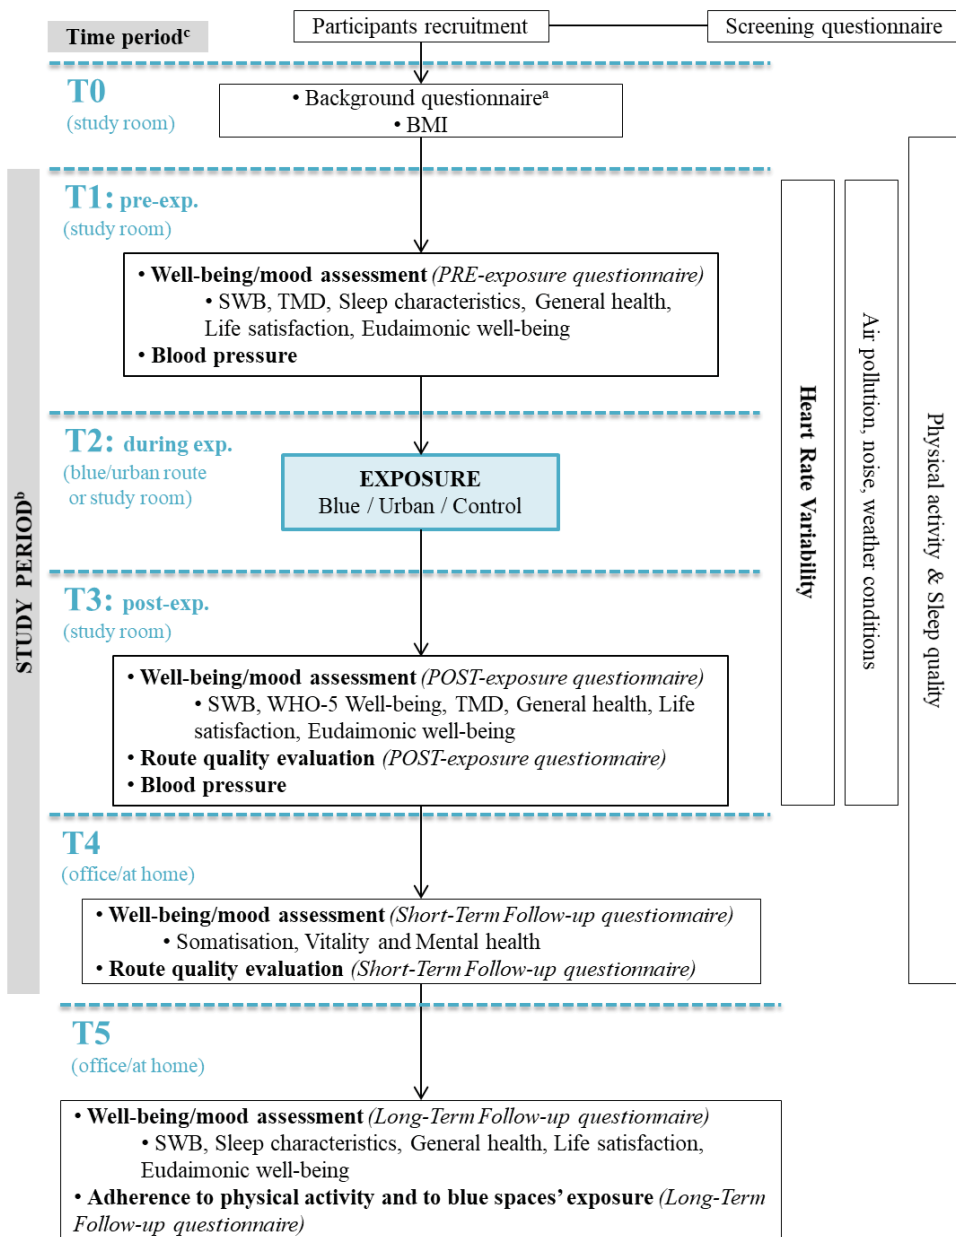 Time periodᶜ
Participants recruitment
Screening questionnaire
T0
(study room)
• Background questionnaireᵃ
• BMI
T1: pre-exp.
(study room)
• Well-being/mood assessment (PRE-exposure questionnaire)
• SWB, TMD, Sleep characteristics, General health,
Life satisfaction, Eudaimonic well-being
• Blood pressure
T2: during exp.
(blue/urban route
or study room)
EXPOSURE
Blue / Urban / Control
T3: post-exp.
(study room)
• Well-being/mood assessment (POST-exposure questionnaire)
• SWB, WHO-5 Well-being, TMD, General health, Life
satisfaction, Eudaimonic well-being
• Route quality evaluation (POST-exposure questionnaire)
• Blood pressure
T4
(office/at home)
• Well-being/mood assessment (Short-Term Follow-up questionnaire)
• Somatisation, Vitality and Mental health
• Route quality evaluation (Short-Term Follow-up questionnaire)
T5
(office/at home)
• Well-being/mood assessment (Long-Term Follow-up questionnaire)
• SWB, Sleep characteristics, General health, Life satisfaction,
Eudaimonic well-being
• Adherence to physical activity and to blue spaces’ exposure (Long-Term
Follow-up questionnaire)
STUDY PERIODᵇ
Heart Rate Variability
Air pollution, noise, weather conditions
Physical activity & Sleep quality